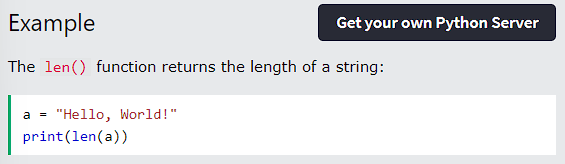 Example
Get your own Python Server
The len() function returns the length of a string:
a = "Hello, World!"
print(len(a))